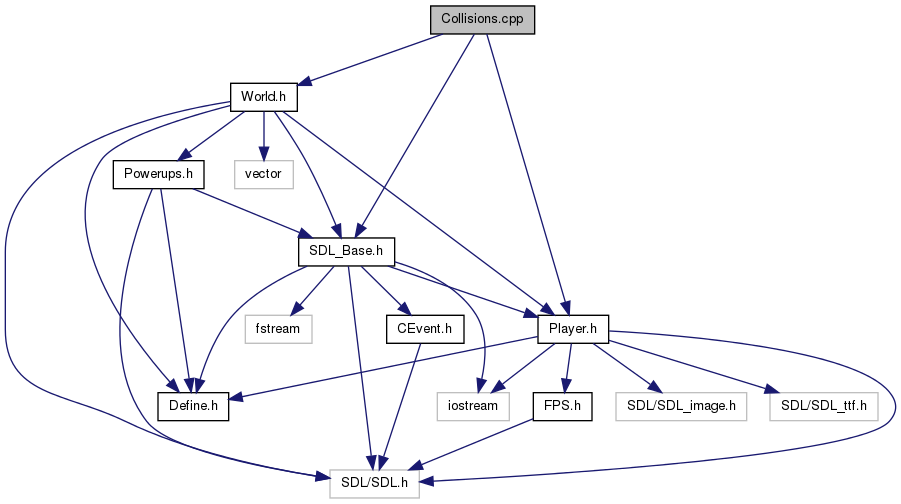 Collisions.cpp
World.h
Powerups.h
vector
SDL_Base.h
fstream
CEvent.h
Player.h
Define.h
iostream
FPS.h
SDL/SDL_image.h
SDL/SDL_ttf.h
SDL/SDL.h